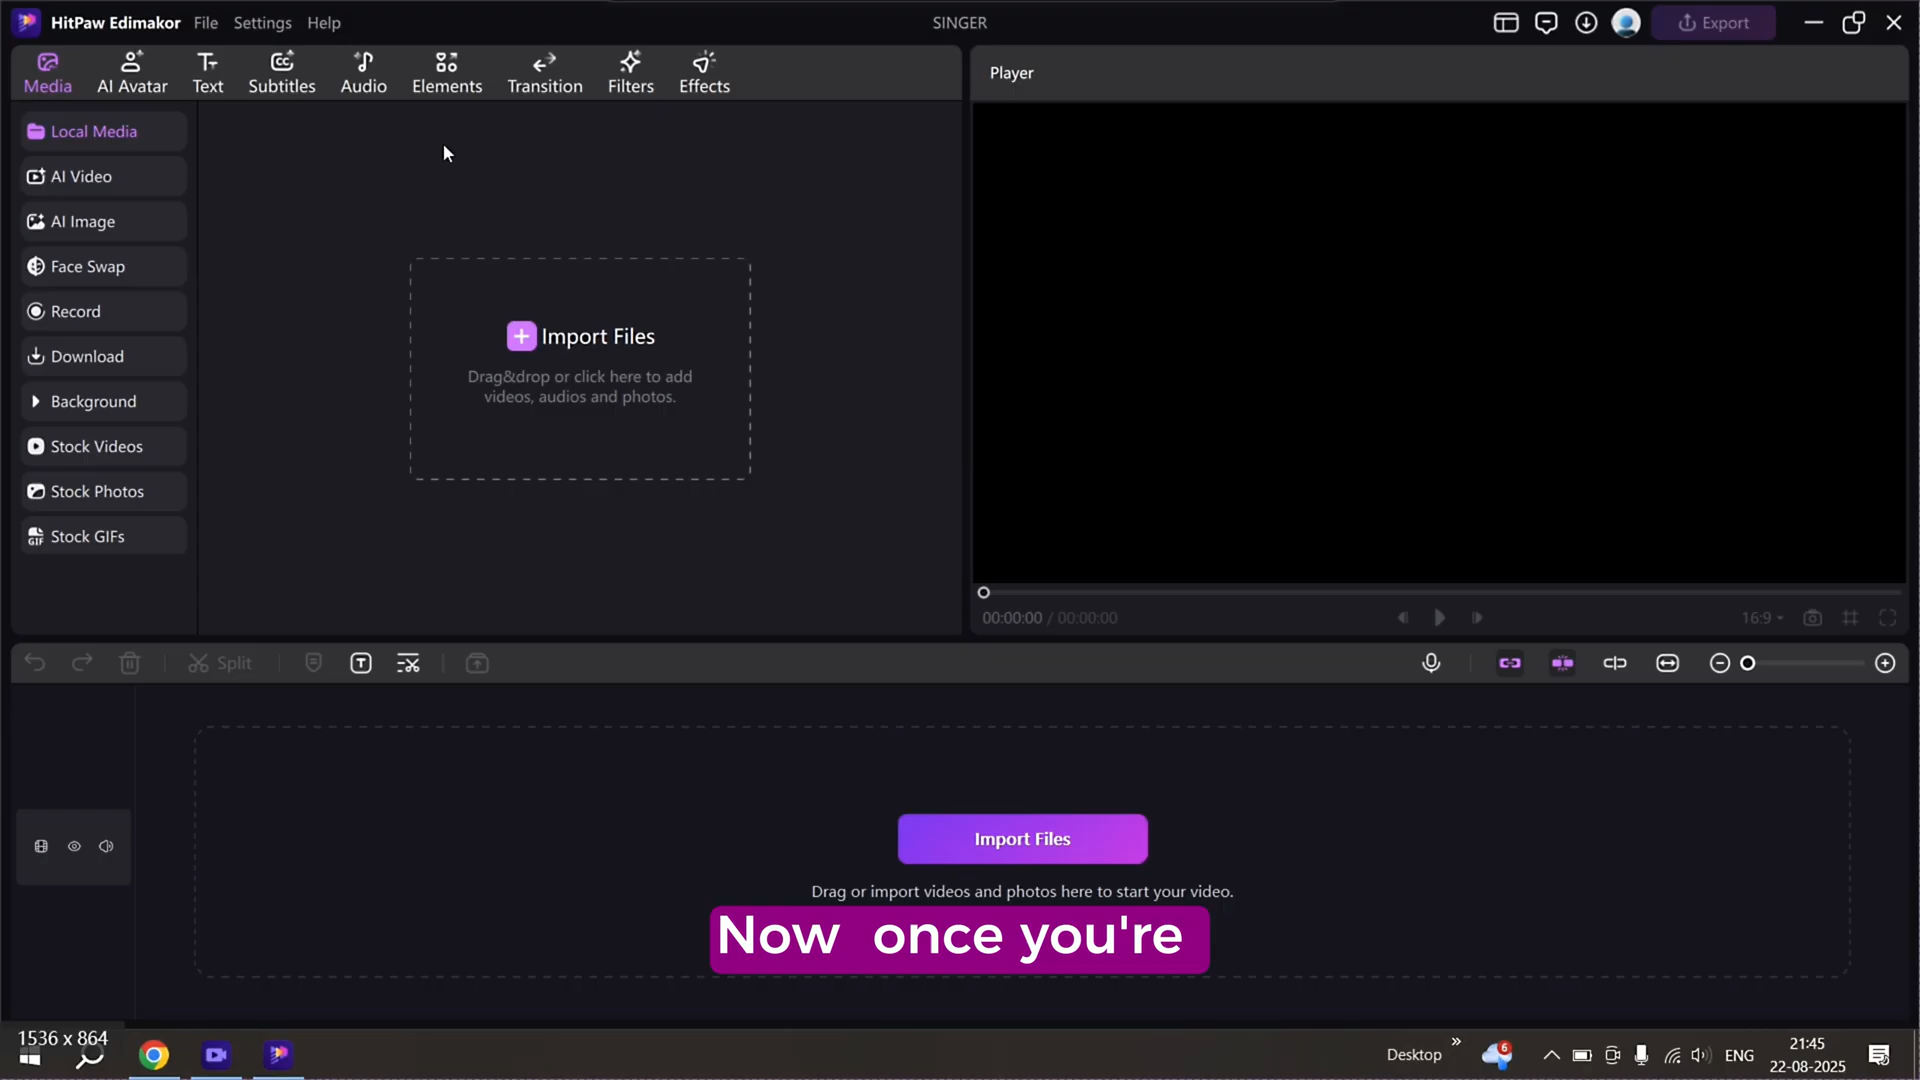 HitPaw Edimakor File Settings Help SINGER Export
Media AI Avatar Text Subtitles Audio Elements Transition Filters Effects
Player
Local Media
AI Video
AI Image
Face Swap
Record
Download
Background
Stock Videos
Stock Photos
GIF Stock GIFs
Import Files
Drag&drop or click here to add
videos, audios and photos.
00:00:00 / 00:00:00 16:9
Split
Import Files
Drag or import videos and photos here to start your video.
Now once you're
1536 x 864
Desktop 6 ENG 21:45
22-08-2025